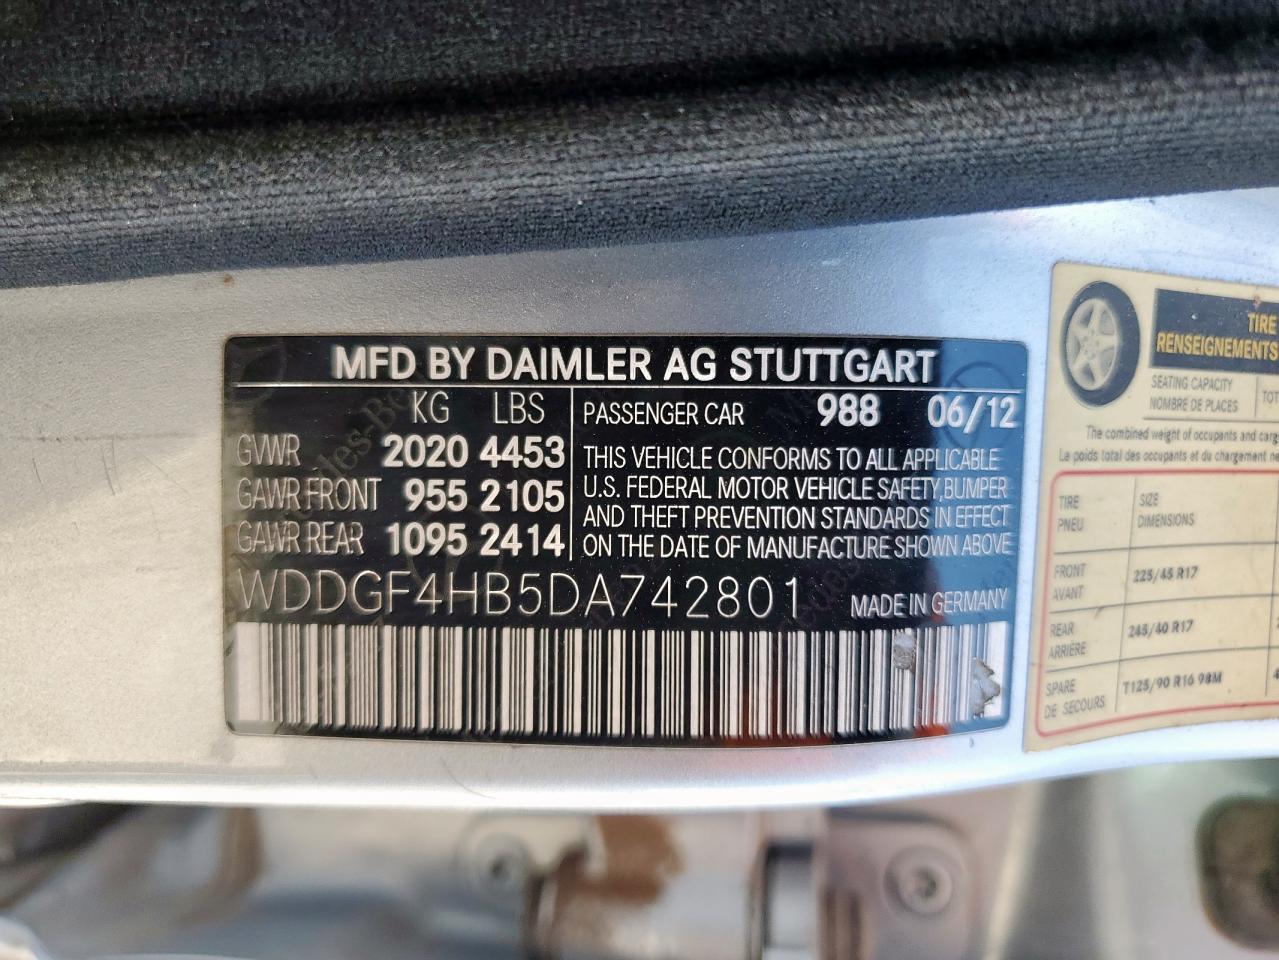 MFD BY DAIMLER AG STUTTGART
KG LBS
GVWR 2020 4453
GAWR FRONT 955 2105
GAWR REAR 1095 2414
PASSENGER CAR 988 06/12
THIS VEHICLE CONFORMS TO ALL APPLICABLE
U.S. FEDERAL MOTOR VEHICLE SAFETY, BUMPER
AND THEFT PREVENTION STANDARDS IN EFFECT
ON THE DATE OF MANUFACTURE SHOWN ABOVE
WDDGF4HB5DA742801 MADE IN GERMANY
TIRE
RENSEIGNEMENTS
SEATING CAPACITY
NOMBRE DE PLACES
The combined weight of occupants and
Le poids total des occupants et du chargement
TIRE SIZE
PNEU DIMENSIONS
FRONT
AVANT 225/45 R17
REAR
ARRIÈRE 245/40 R17
SPARE
DE SECOURS T125/90 R16 98M